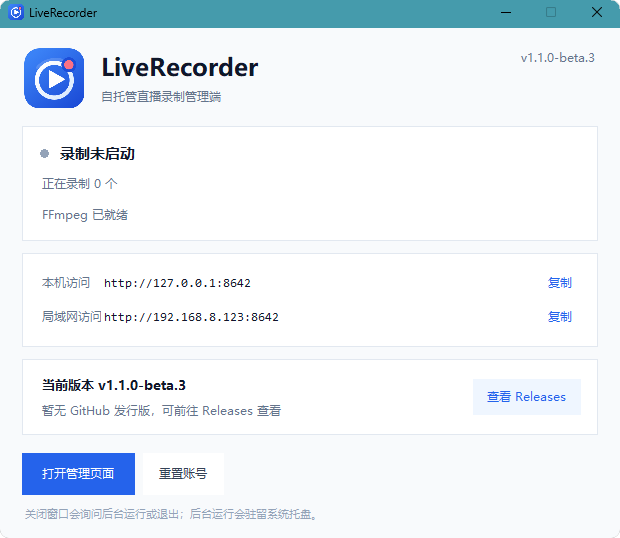 LiveRecorder
LiveRecorder
v1.1.0-beta.3
自托管直播录制管理端
录制未启动
正在录制 0 个
FFmpeg 已就绪
本机访问 http://127.0.0.1:8642 复制
局域网访问 http://192.168.8.123:8642 复制
当前版本 v1.1.0-beta.3
暂无 GitHub 发行版，可前往 Releases 查看
查看 Releases
打开管理页面 重置账号
关闭窗口会询问后台运行或退出；后台运行会驻留系统托盘。